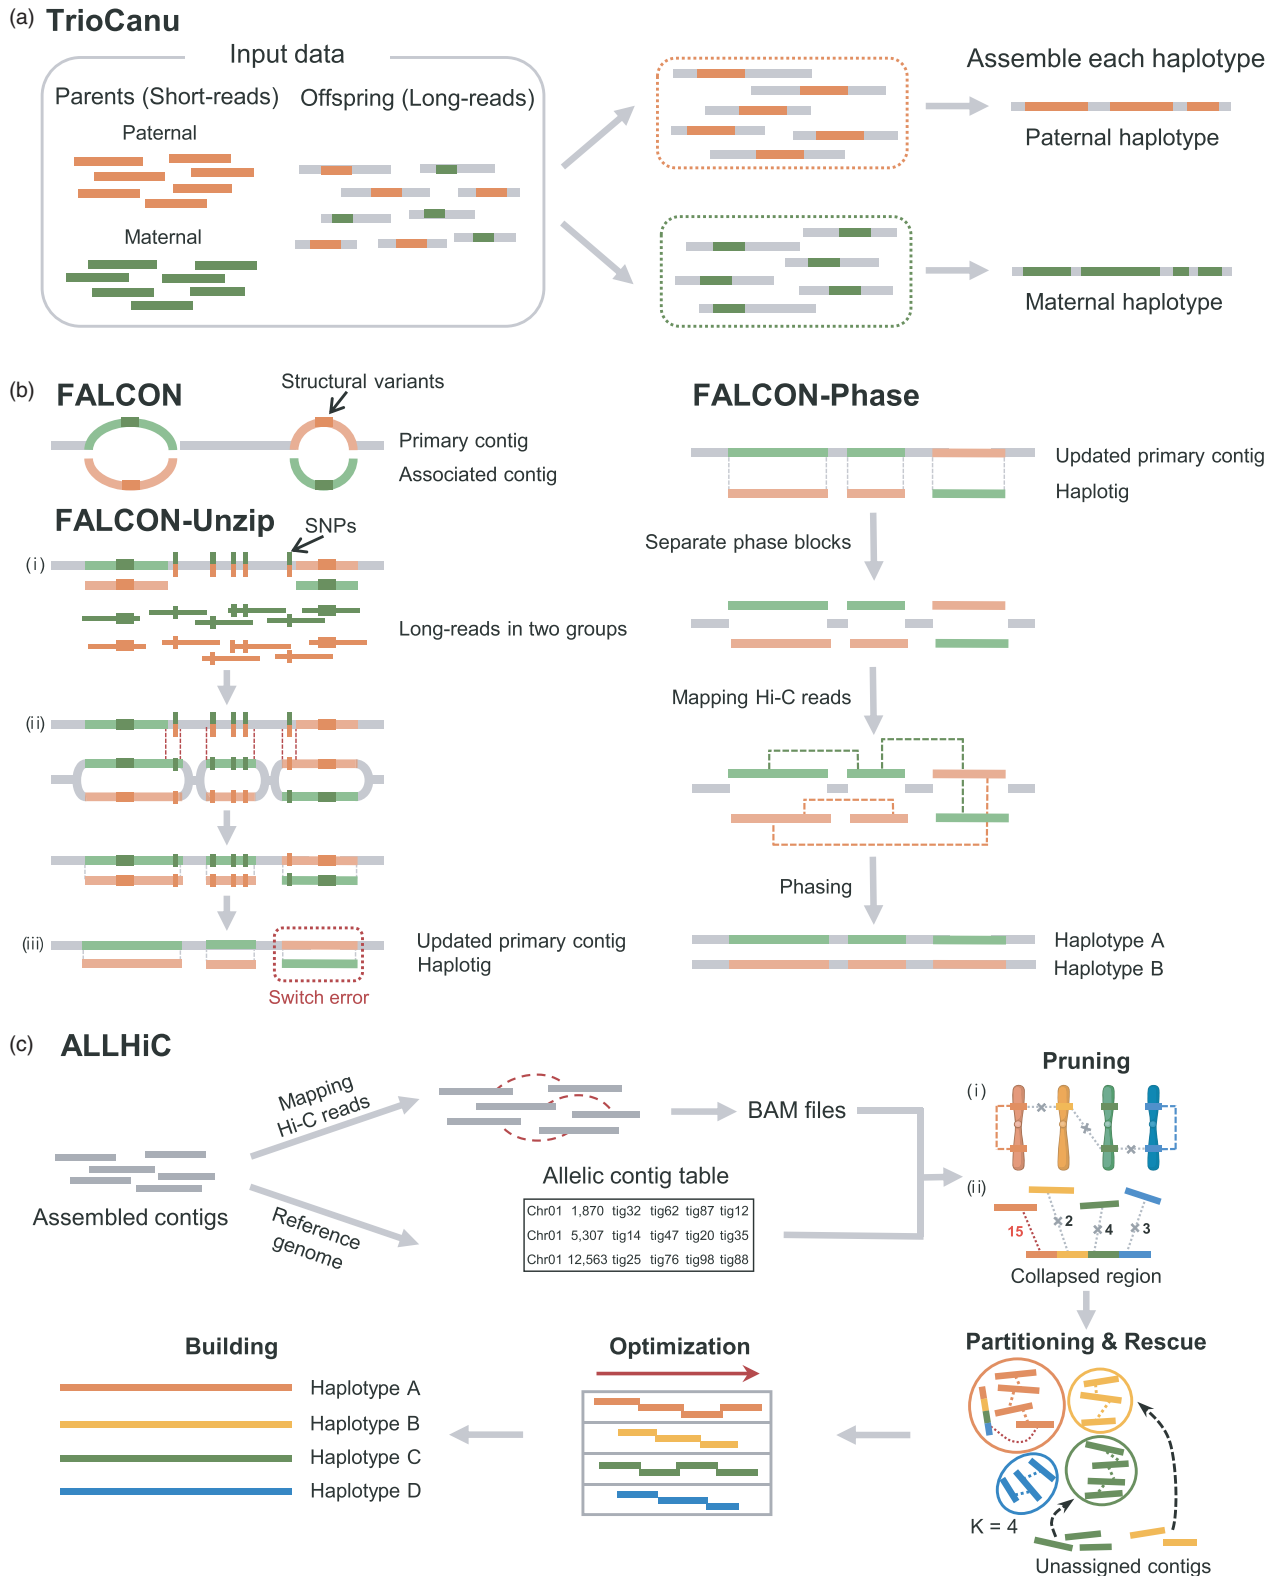 (a) TrioCanu
Input data
Parents (Short-reads)
Offspring (Long-reads)
Paternal
Maternal
Assemble each haplotype
Paternal haplotype
Maternal haplotype
(b) FALCON
Structural variants
Primary contig
Associated contig
FALCON-Unzip
SNPs
(i)
Long-reads in two groups
(ii)
(iii)
Updated primary contig
Haplotig
Switch error
FALCON-Phase
Updated primary contig
Haplotig
Separate phase blocks
Mapping Hi-C reads
Phasing
Haplotype A
Haplotype B
(c) ALLHiC
Assembled contigs
Mapping
Hi-C reads
Reference
genome
BAM files
Allelic contig table
Chr01 1,870 tig32 tig62 tig87 tig12
Chr01 5,307 tig14 tig47 tig20 tig35
Chr01 12,563 tig25 tig76 tig98 tig88
Pruning
(i)
(ii)
15
2
4
3
Collapsed region
Partitioning & Rescue
K = 4
Unassigned contigs
Optimization
Building
Haplotype A
Haplotype B
Haplotype C
Haplotype D